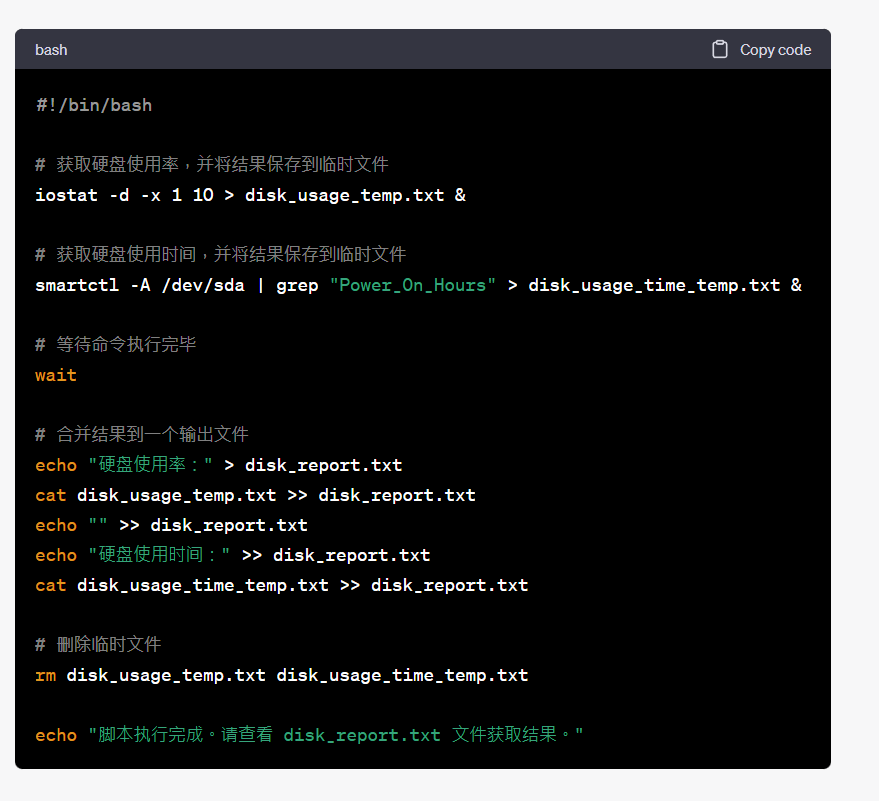 bash
Copy code
#!/bin/bash
# 获取硬盘使用率，并将结果保存到临时文件
iostat -d -x 1 10 > disk_usage_temp.txt &
# 获取硬盘使用时间，并将结果保存到临时文件
smartctl -A /dev/sda | grep "Power_On_Hours" > disk_usage_time_temp.txt &
# 等待命令执行完毕
wait
# 合并结果到一个输出文件
echo "硬盘使用率：" > disk_report.txt
cat disk_usage_temp.txt >> disk_report.txt
echo "" >> disk_report.txt
echo "硬盘使用时间：" >> disk_report.txt
cat disk_usage_time_temp.txt >> disk_report.txt
# 删除临时文件
rm disk_usage_temp.txt disk_usage_time_temp.txt
echo "脚本执行完成。请查看 disk_report.txt 文件获取结果。"